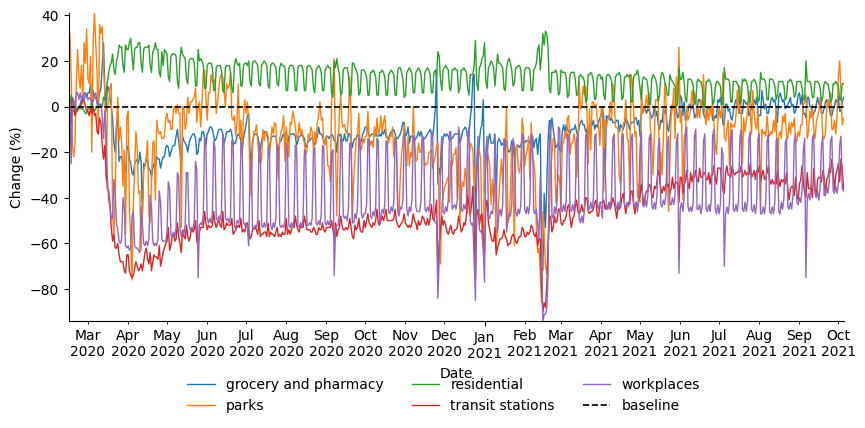 40
20
0
−20
−40
−60
−80
Change (%)
Mar Apr May Jun Jul Aug Sep Oct Nov Dec Jan Feb Mar Apr May Jun Jul Aug Sep Oct
2020 2020 2020 2020 2020 2020 2020 2020 2020 2020 2021 2021 2021 2021 2021 2021 2021 2021 2021 2021
Date
grocery and pharmacy residential workplaces
parks transit stations baseline